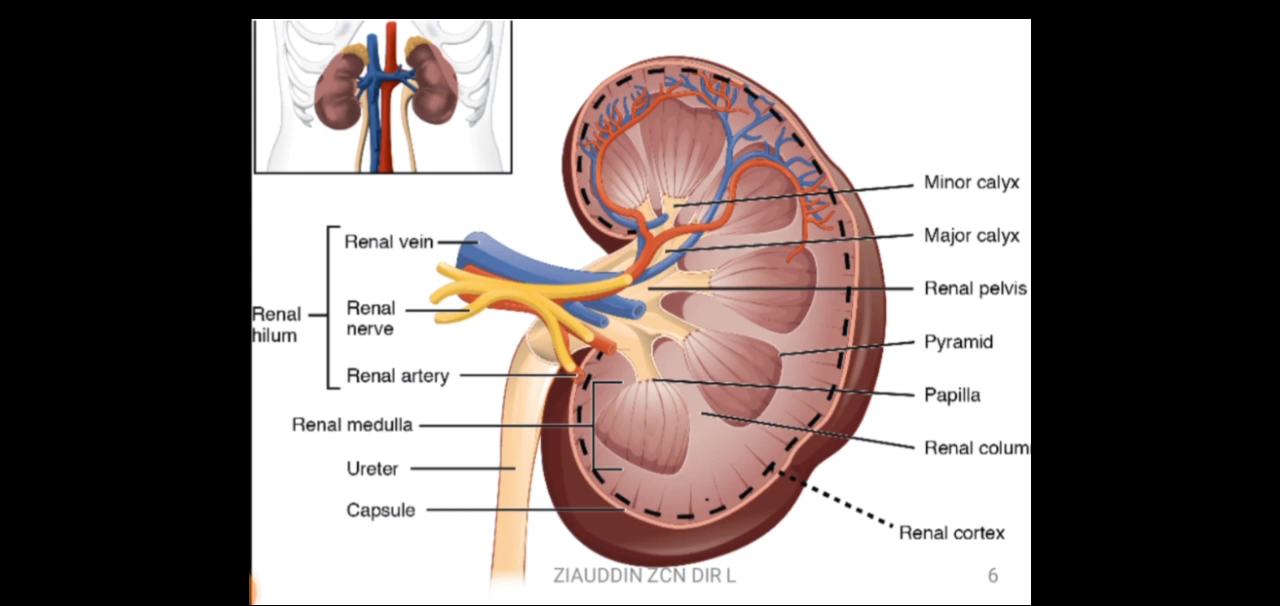 Minor calyx
Major calyx
Renal vein
Renal pelvis
Renal
hilum
Renal
nerve
Pyramid
Renal artery
Papilla
Renal medulla
Renal colum
Ureter
Capsule
Renal cortex
ZIAUDDIN ZCN DIR L
6